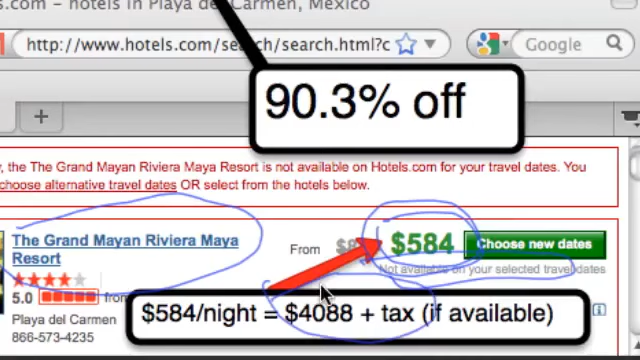 s.com – hotels in Playa del Carmen, Mexico
http://www.hotels.com/search/search.html?c
Google
90.3% off
the The Grand Mayan Riviera Maya Resort is not available on Hotels.com for your travel dates. You
choose alternative travel dates OR select from the hotels below.
The Grand Mayan Riviera Maya
Resort
From
$584
Choose new dates
Not available on your selected travel dates
5.0
from
$584/night = $4088 + tax (if available)
Playa del Carmen
866-573-4235